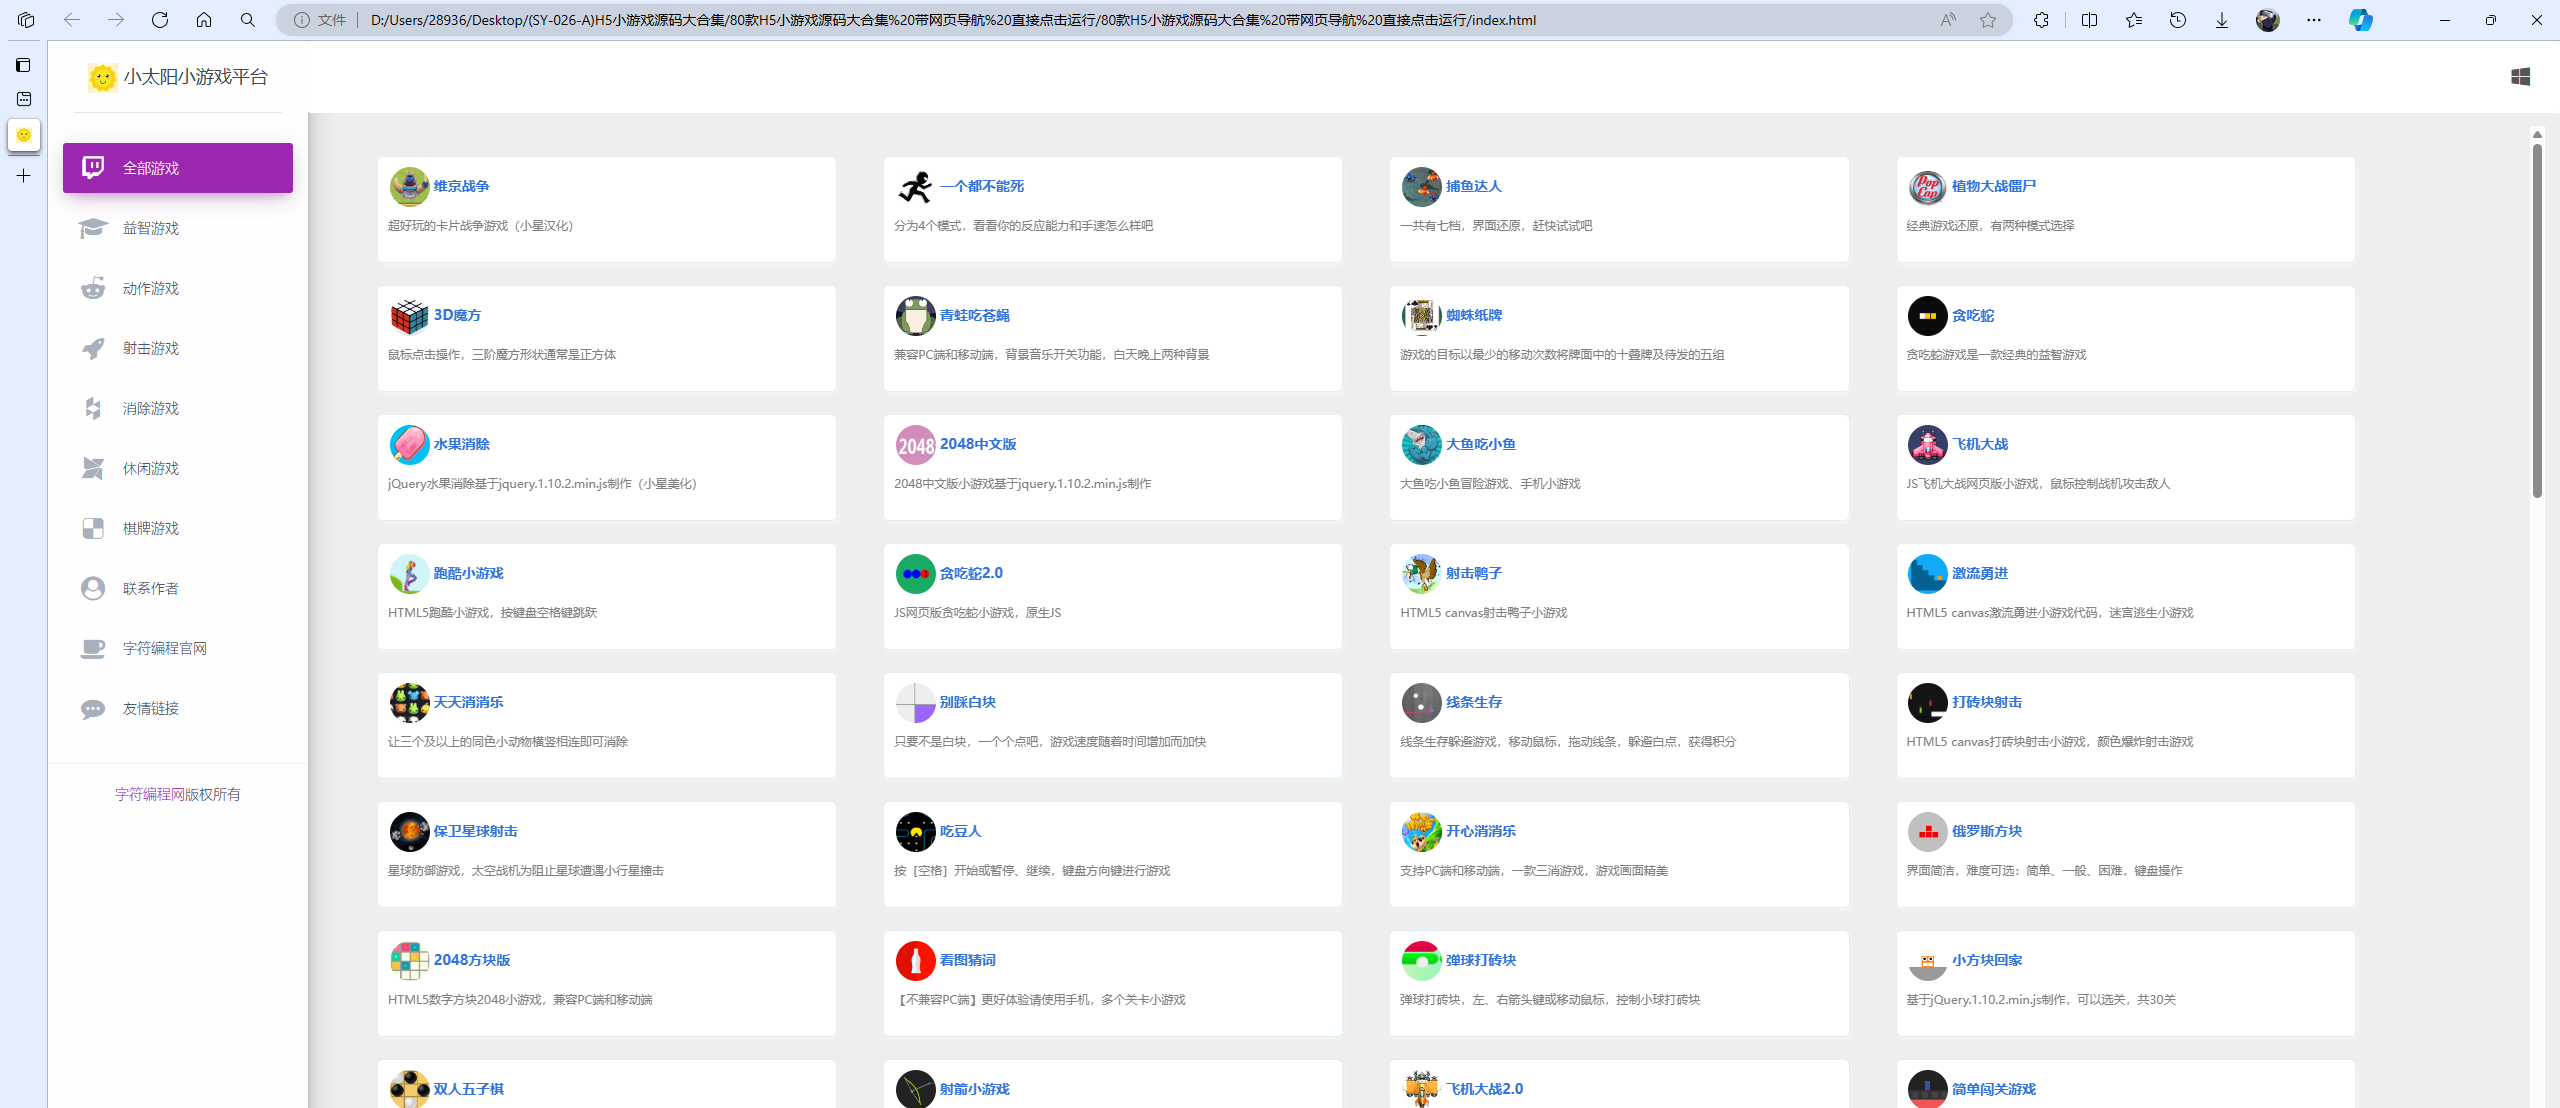 文件
D:/Users/28936/Desktop/(SY-026-A)H5小游戏源码大合集/80款H5小游戏源码大合集%20带网页导航%20直接点击运行/80款H5小游戏源码大合集%20带网页导航%20直接点击运行/index.html
小太阳小游戏平台
全部游戏
益智游戏
动作游戏
射击游戏
消除游戏
休闲游戏
棋牌游戏
联系作者
字符编程官网
友情链接
字符编程网版权所有
维京战争
超好玩的卡片战争游戏（小星汉化）
一个都不能死
分为4个模式，看看你的反应能力和手速怎么样吧
捕鱼达人
一共有七档，界面还原，赶快试试吧
PopCap
植物大战僵尸
经典游戏还原，有两种模式选择
3D魔方
鼠标点击操作，三阶魔方形状通常是正方体
青蛙吃苍蝇
兼容PC端和移动端，背景音乐开关功能，白天晚上两种背景
蜘蛛纸牌
游戏的目标以最少的移动次数将牌面中的十叠牌及待发的五组
贪吃蛇
贪吃蛇游戏是一款经典的益智游戏
水果消除
jQuery水果消除基于jquery.1.10.2.min.js制作（小星美化）
2048
2048中文版
2048中文版小游戏基于jquery.1.10.2.min.js制作
大鱼吃小鱼
大鱼吃小鱼冒险游戏、手机小游戏
飞机大战
JS飞机大战网页版小游戏，鼠标控制战机攻击敌人
跑酷小游戏
HTML5跑酷小游戏，按键盘空格键跳跃
贪吃蛇2.0
JS网页版贪吃蛇小游戏，原生JS
射击鸭子
HTML5 canvas射击鸭子小游戏
激流勇进
HTML5 canvas激流勇进小游戏代码，迷宫逃生小游戏
天天消消乐
让三个及以上的同色小动物横竖相连即可消除
别踩白块
只要不是白块，一个个点吧，游戏速度随着时间增加而加快
线条生存
线条生存躲避游戏，移动鼠标，拖动线条，躲避白点，获得积分
打砖块射击
HTML5 canvas打砖块射击小游戏，颜色爆炸射击游戏
保卫星球射击
星球防御游戏，太空战机为阻止星球遭遇小行星撞击
吃豆人
按［空格］开始或暂停、继续，键盘方向键进行游戏
开心消消乐
支持PC端和移动端，一款三消游戏，游戏画面精美
俄罗斯方块
界面简洁，难度可选：简单、一般、困难，键盘操作
2048方块版
HTML5数字方块2048小游戏，兼容PC端和移动端
看图猜词
【不兼容PC端】更好体验请使用手机，多个关卡小游戏
弹球打砖块
弹球打砖块，左、右箭头键或移动鼠标，控制小球打砖块
小方块回家
基于jQuery.1.10.2.min.js制作，可以选关，共30关
双人五子棋
射箭小游戏
飞机大战2.0
简单闯关游戏